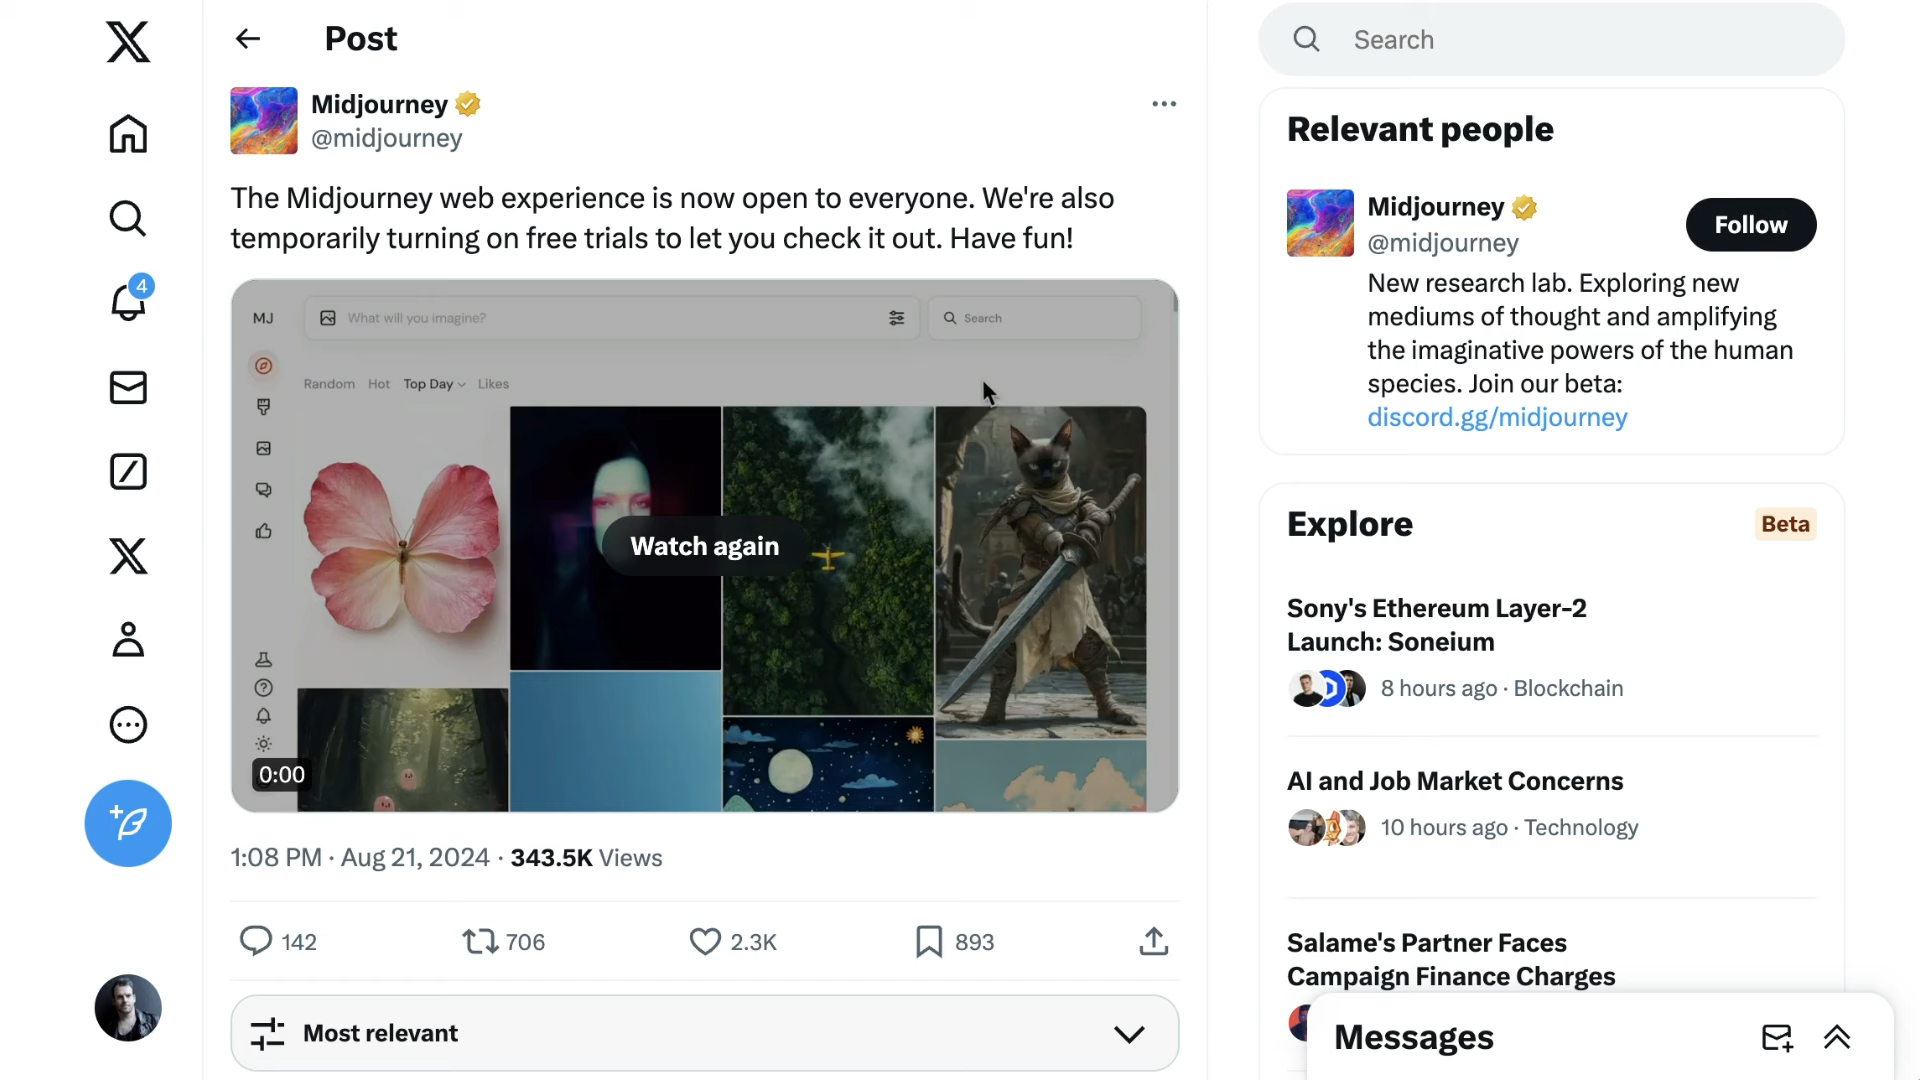 Post
Midjourney
@midjourney
The Midjourney web experience is now open to everyone. We're also
temporarily turning on free trials to let you check it out. Have fun!
MJ
What will you imagine?
Search
Random Hot Top Day Likes
Watch again
0:00
1:08 PM · Aug 21, 2024 · 343.5K Views
142 706 2.3K 893
Most relevant
4
Search
Relevant people
Midjourney
@midjourney
Follow
New research lab. Exploring new
mediums of thought and amplifying
the imaginative powers of the human
species. Join our beta:
discord.gg/midjourney
Explore
Beta
Sony's Ethereum Layer-2
Launch: Soneium
8 hours ago · Blockchain
AI and Job Market Concerns
10 hours ago · Technology
Salame's Partner Faces
Campaign Finance Charges
Messages